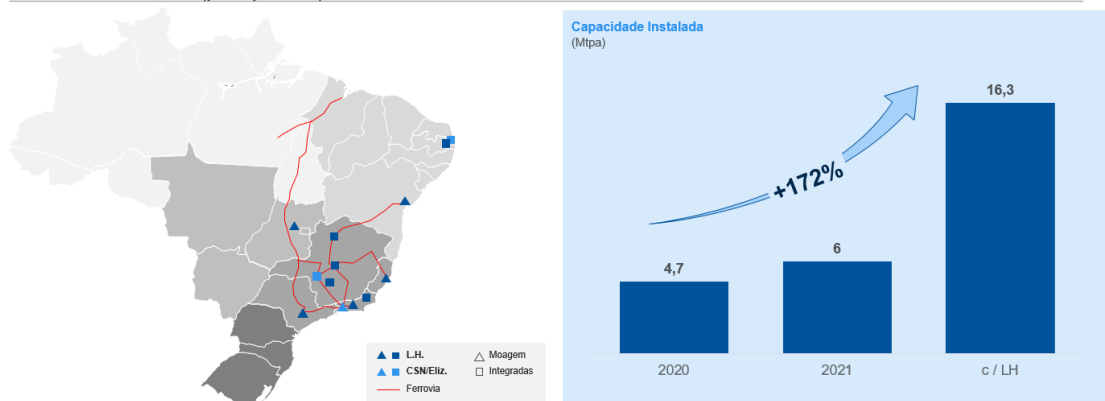 Capacidade Instalada
(Mtpa)
16,3
+172%
6
4,7
2020
2021
c / LH
L.H.
Moagem
CSN/Eliz.
Integradas
Ferrovia